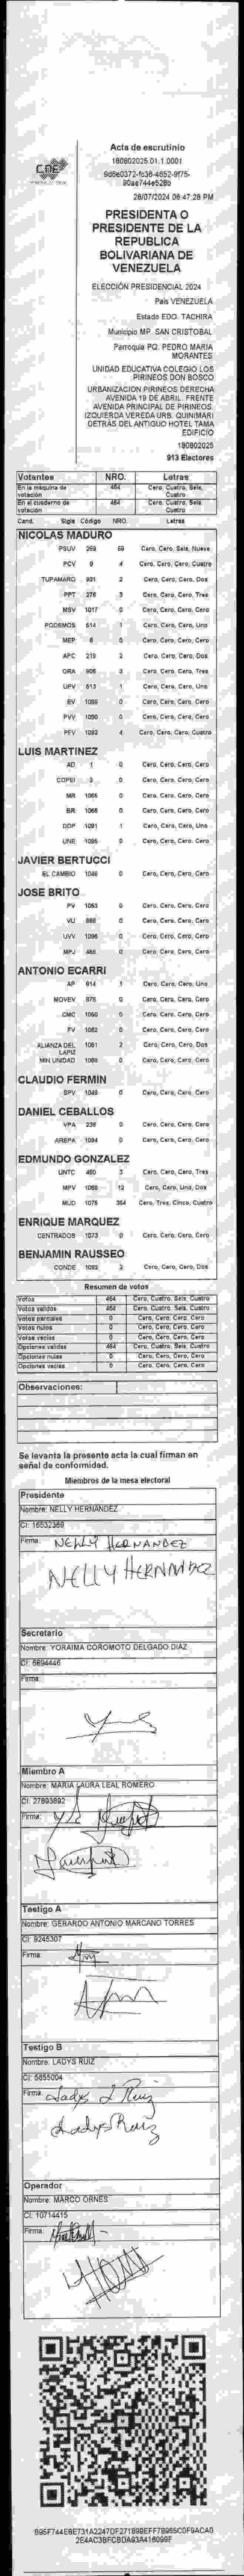 CNE
Acta de escrutinio
180802025.01.1.0001
28/07/2024 06:47:28 PM
PRESIDENTA O
PRESIDENTE DE LA
REPUBLICA
BOLIVARIANA DE
VENEZUELA
ELECCIÓN PRESIDENCIAL 2024
País VENEZUELA
Estado EDO. TACHIRA
Municipio MP. SAN CRISTOBAL
Parroquia PQ. PEDRO MARIA
MORANTES
UNIDAD EDUCATIVA COLEGIO LOS
PIRINEOS DON BOSCO
URBANIZACION PIRINEOS DERECHA
AVENIDA 19 DE ABRIL. FRENTE
AVENIDA PRINCIPAL DE PIRINEOS
IZQUIERDA VEREDA URB. QUINIMARI
DETRÁS DEL ANTIGUO HOTEL TAMA
EDIFICIO
180802025
913 Electores
Votantes NRO. Letras
En la máquina de votación 464 Cero, Cuatro, Seis, Cuatro
En el cuaderno de votación 464 Cero, Cuatro, Seis, Cuatro
Cand. Sigla Código NRO. Letras
NICOLAS MADURO
PSUV 259 69 Cero, Cero, Seis, Nueve
PCV 9 4 Cero, Cero, Cero, Cuatro
TUPAMARO 931 2 Cero, Cero, Cero, Dos
PPT 276 3 Cero, Cero, Cero, Tres
MSV 1017 0 Cero, Cero, Cero, Cero
PODEMOS 514 1 Cero, Cero, Cero, Uno
MEP 6 0 Cero, Cero, Cero, Cero
APC 219 2 Cero, Cero, Cero, Dos
ORA 906 3 Cero, Cero, Cero, Tres
UPV 513 1 Cero, Cero, Cero, Uno
EV 1089 0 Cero, Cero, Cero, Cero
PVV 1090 0 Cero, Cero, Cero, Cero
PFV 1092 4 Cero, Cero, Cero, Cuatro
LUIS MARTINEZ
AD 1 0 Cero, Cero, Cero, Cero
COPEI 3 0 Cero, Cero, Cero, Cero
MR 1066 0 Cero, Cero, Cero, Cero
BR 1068 0 Cero, Cero, Cero, Cero
DDP 1091 1 Cero, Cero, Cero, Uno
UNE 1095 0 Cero, Cero, Cero, Cero
JAVIER BERTUCCI
EL CAMBIO 1048 0 Cero, Cero, Cero, Cero
JOSE BRITO
PV 1053 0 Cero, Cero, Cero, Cero
VU 888 0 Cero, Cero, Cero, Cero
UVV 1096 0 Cero, Cero, Cero, Cero
MPJ 465 0 Cero, Cero, Cero, Cero
ANTONIO ECARRI
AP 914 1 Cero, Cero, Cero, Uno
MOVEV 875 0 Cero, Cero, Cero, Cero
CMC 1050 0 Cero, Cero, Cero, Cero
FV 1052 0 Cero, Cero, Cero, Cero
ALIANZA DEL LAPIZ 1051 2 Cero, Cero, Cero, Dos
MIN UNIDAD 1088 0 Cero, Cero, Cero, Cero
CLAUDIO FERMIN
SPV 1049 0 Cero, Cero, Cero, Cero
DANIEL CEBALLOS
VPA 235 0 Cero, Cero, Cero, Cero
AREPA 1094 0 Cero, Cero, Cero, Cero
EDMUNDO GONZALEZ
UNTC 460 3 Cero, Cero, Cero, Tres
MPV 1069 12 Cero, Cero, Uno, Dos
MUD 1075 354 Cero, Tres, Cinco, Cuatro
ENRIQUE MARQUEZ
CENTRADOS 1073 0 Cero, Cero, Cero, Cero
BENJAMIN RAUSSEO
CONDE 1093 2 Cero, Cero, Cero, Dos
Resumen de votos
Votos 464 Cero, Cuatro, Seis, Cuatro
Votos validos 464 Cero, Cuatro, Seis, Cuatro
Votos parciales 0 Cero, Cero, Cero, Cero
Votos nulos 0 Cero, Cero, Cero, Cero
Votos vacios 0 Cero, Cero, Cero, Cero
Opciones validas 464 Cero, Cuatro, Seis, Cuatro
Opciones nulas 0 Cero, Cero, Cero, Cero
Opciones vacias 0 Cero, Cero, Cero, Cero
Observaciones:
Se levanta la presente acta la cual firman en
señal de conformidad.
Miembros de la mesa electoral
Presidente
Nombre: NELLY HERNANDEZ
CI: 16532369
Firma: NELLY HERNANDEZ
NELLY HERNANDEZ
Secretario
Nombre: YORAIMA COROMOTO DELGADO DIAZ
CI: 6894446
Firma:
Miembro A
Nombre: MARIA LAURA LEAL ROMERO
CI: 27893892
Firma:
Testigo A
Nombre: GERARDO ANTONIO MARCANO TORRES
CI: 9245307
Firma:
Testigo B
Nombre: LADYS RUIZ
CI: 5655004
Firma: Ladys J Ruiz
Ladys Ruiz
Operador
Nombre: MARCO ORNES
CI: 10714415
Firma: